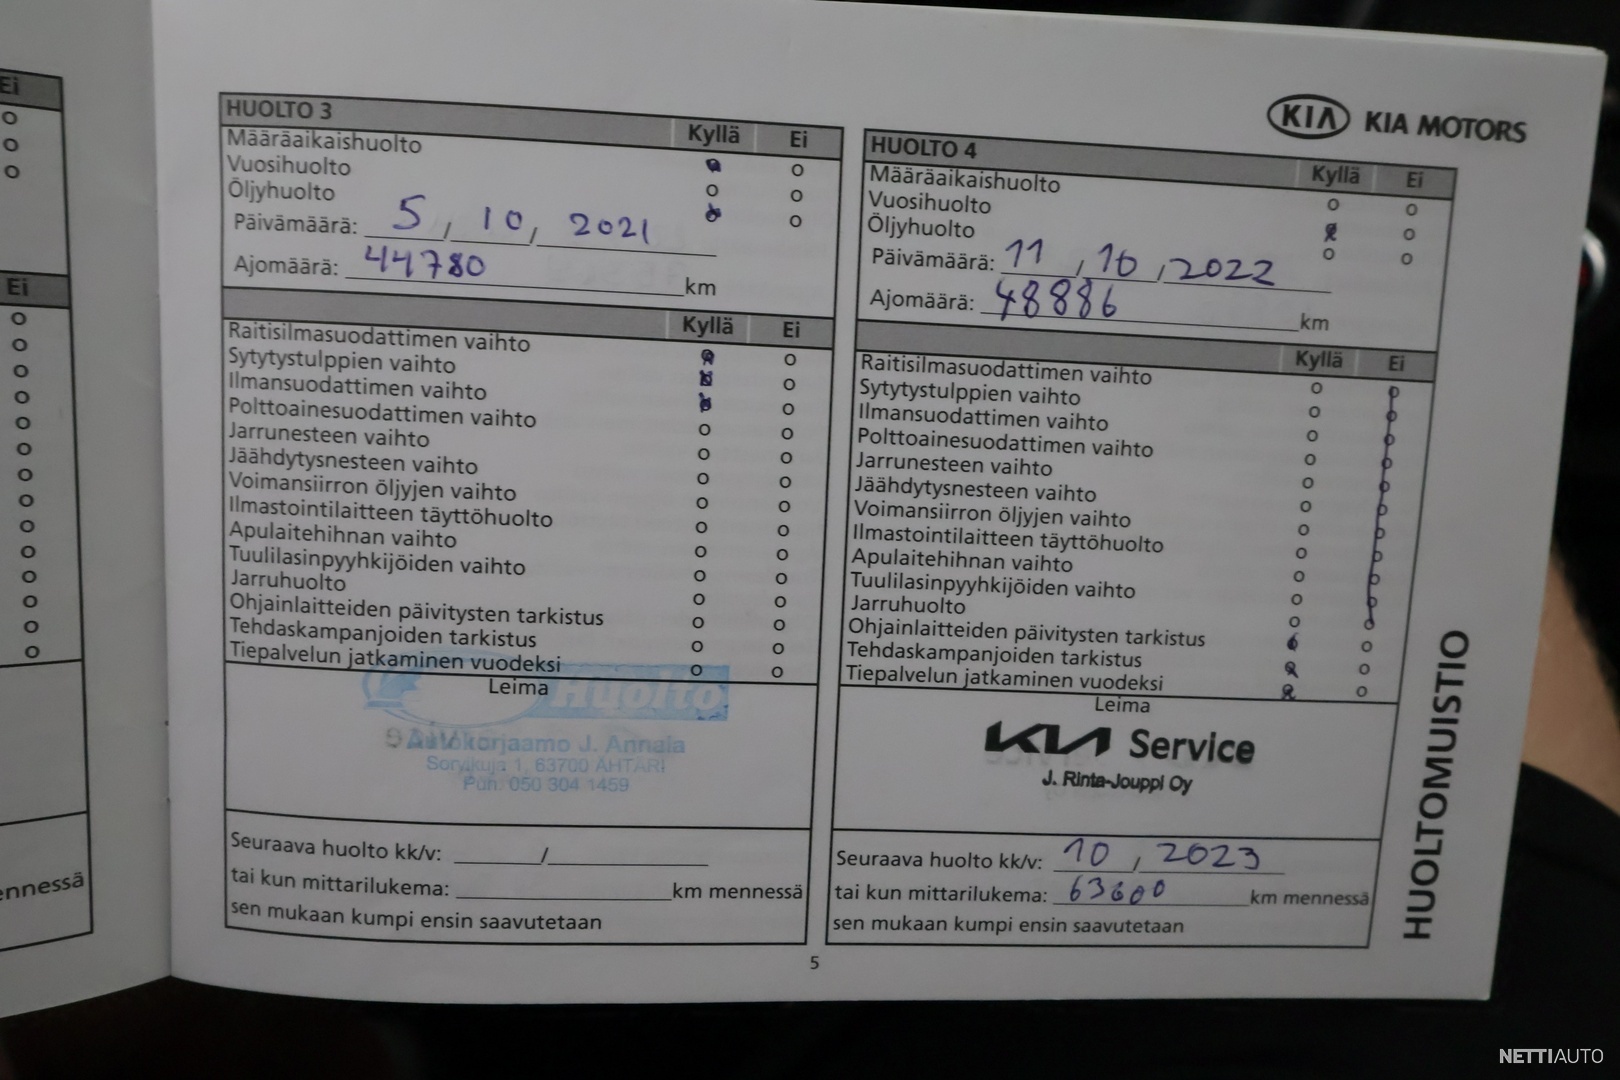 Ei
Ei
ennessä
HUOLTO 3
Kyllä Ei
Määräaikaishuolto
Vuosihuolto
Öljyhuolto
Päivämäärä: 5 / 10 / 2021
Ajomäärä: 44780 km
Kyllä Ei
Raitisilmasuodattimen vaihto
Sytytystulppien vaihto
Ilmansuodattimen vaihto
Polttoainesuodattimen vaihto
Jarrunesteen vaihto
Jäähdytysnesteen vaihto
Voimansiirron öljyjen vaihto
Ilmastointilaitteen täyttöhuolto
Apulaitehihnan vaihto
Tuulilasinpyyhkijöiden vaihto
Jarruhuolto
Ohjainlaitteiden päivitysten tarkistus
Tehdaskampanjoiden tarkistus
Tiepalvelun jatkaminen vuodeksi
Leima
Huolto
Autokorjaamo J. Annala
63700 ÄHTÄRI
Puh. 050 304 1459
Seuraava huolto kk/v: /
tai kun mittarilukema: km mennessä
sen mukaan kumpi ensin saavutetaan
KIA KIA MOTORS
HUOLTO 4
Kyllä Ei
Määräaikaishuolto
Vuosihuolto
Öljyhuolto
Päivämäärä: 11 / 10 / 2022
Ajomäärä: 48886 km
Kyllä Ei
Raitisilmasuodattimen vaihto
Sytytystulppien vaihto
Ilmansuodattimen vaihto
Polttoainesuodattimen vaihto
Jarrunesteen vaihto
Jäähdytysnesteen vaihto
Voimansiirron öljyjen vaihto
Ilmastointilaitteen täyttöhuolto
Apulaitehihnan vaihto
Tuulilasinpyyhkijöiden vaihto
Jarruhuolto
Ohjainlaitteiden päivitysten tarkistus
Tehdaskampanjoiden tarkistus
Tiepalvelun jatkaminen vuodeksi
Leima
KIA Service
J. Rinta-Jouppi Oy
Seuraava huolto kk/v: 10 / 2023
tai kun mittarilukema: 63600 km mennessä
sen mukaan kumpi ensin saavutetaan
HUOLTOMUISTIO
5
NETTIAUTO